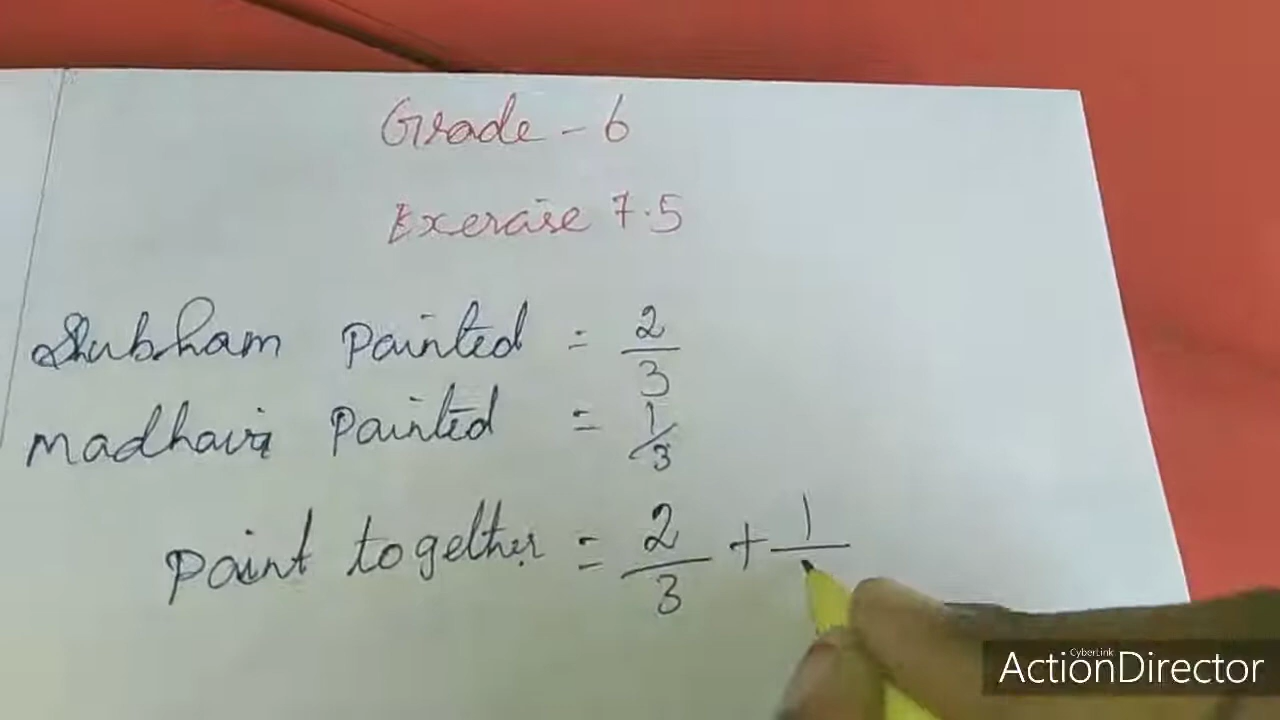 Grade - 6
Exercise 7.5
Shubham Painted = 2/3
madhavi Painted = 1/3
Paint together = 2/3 + 1/
CyberLink
ActionDirector